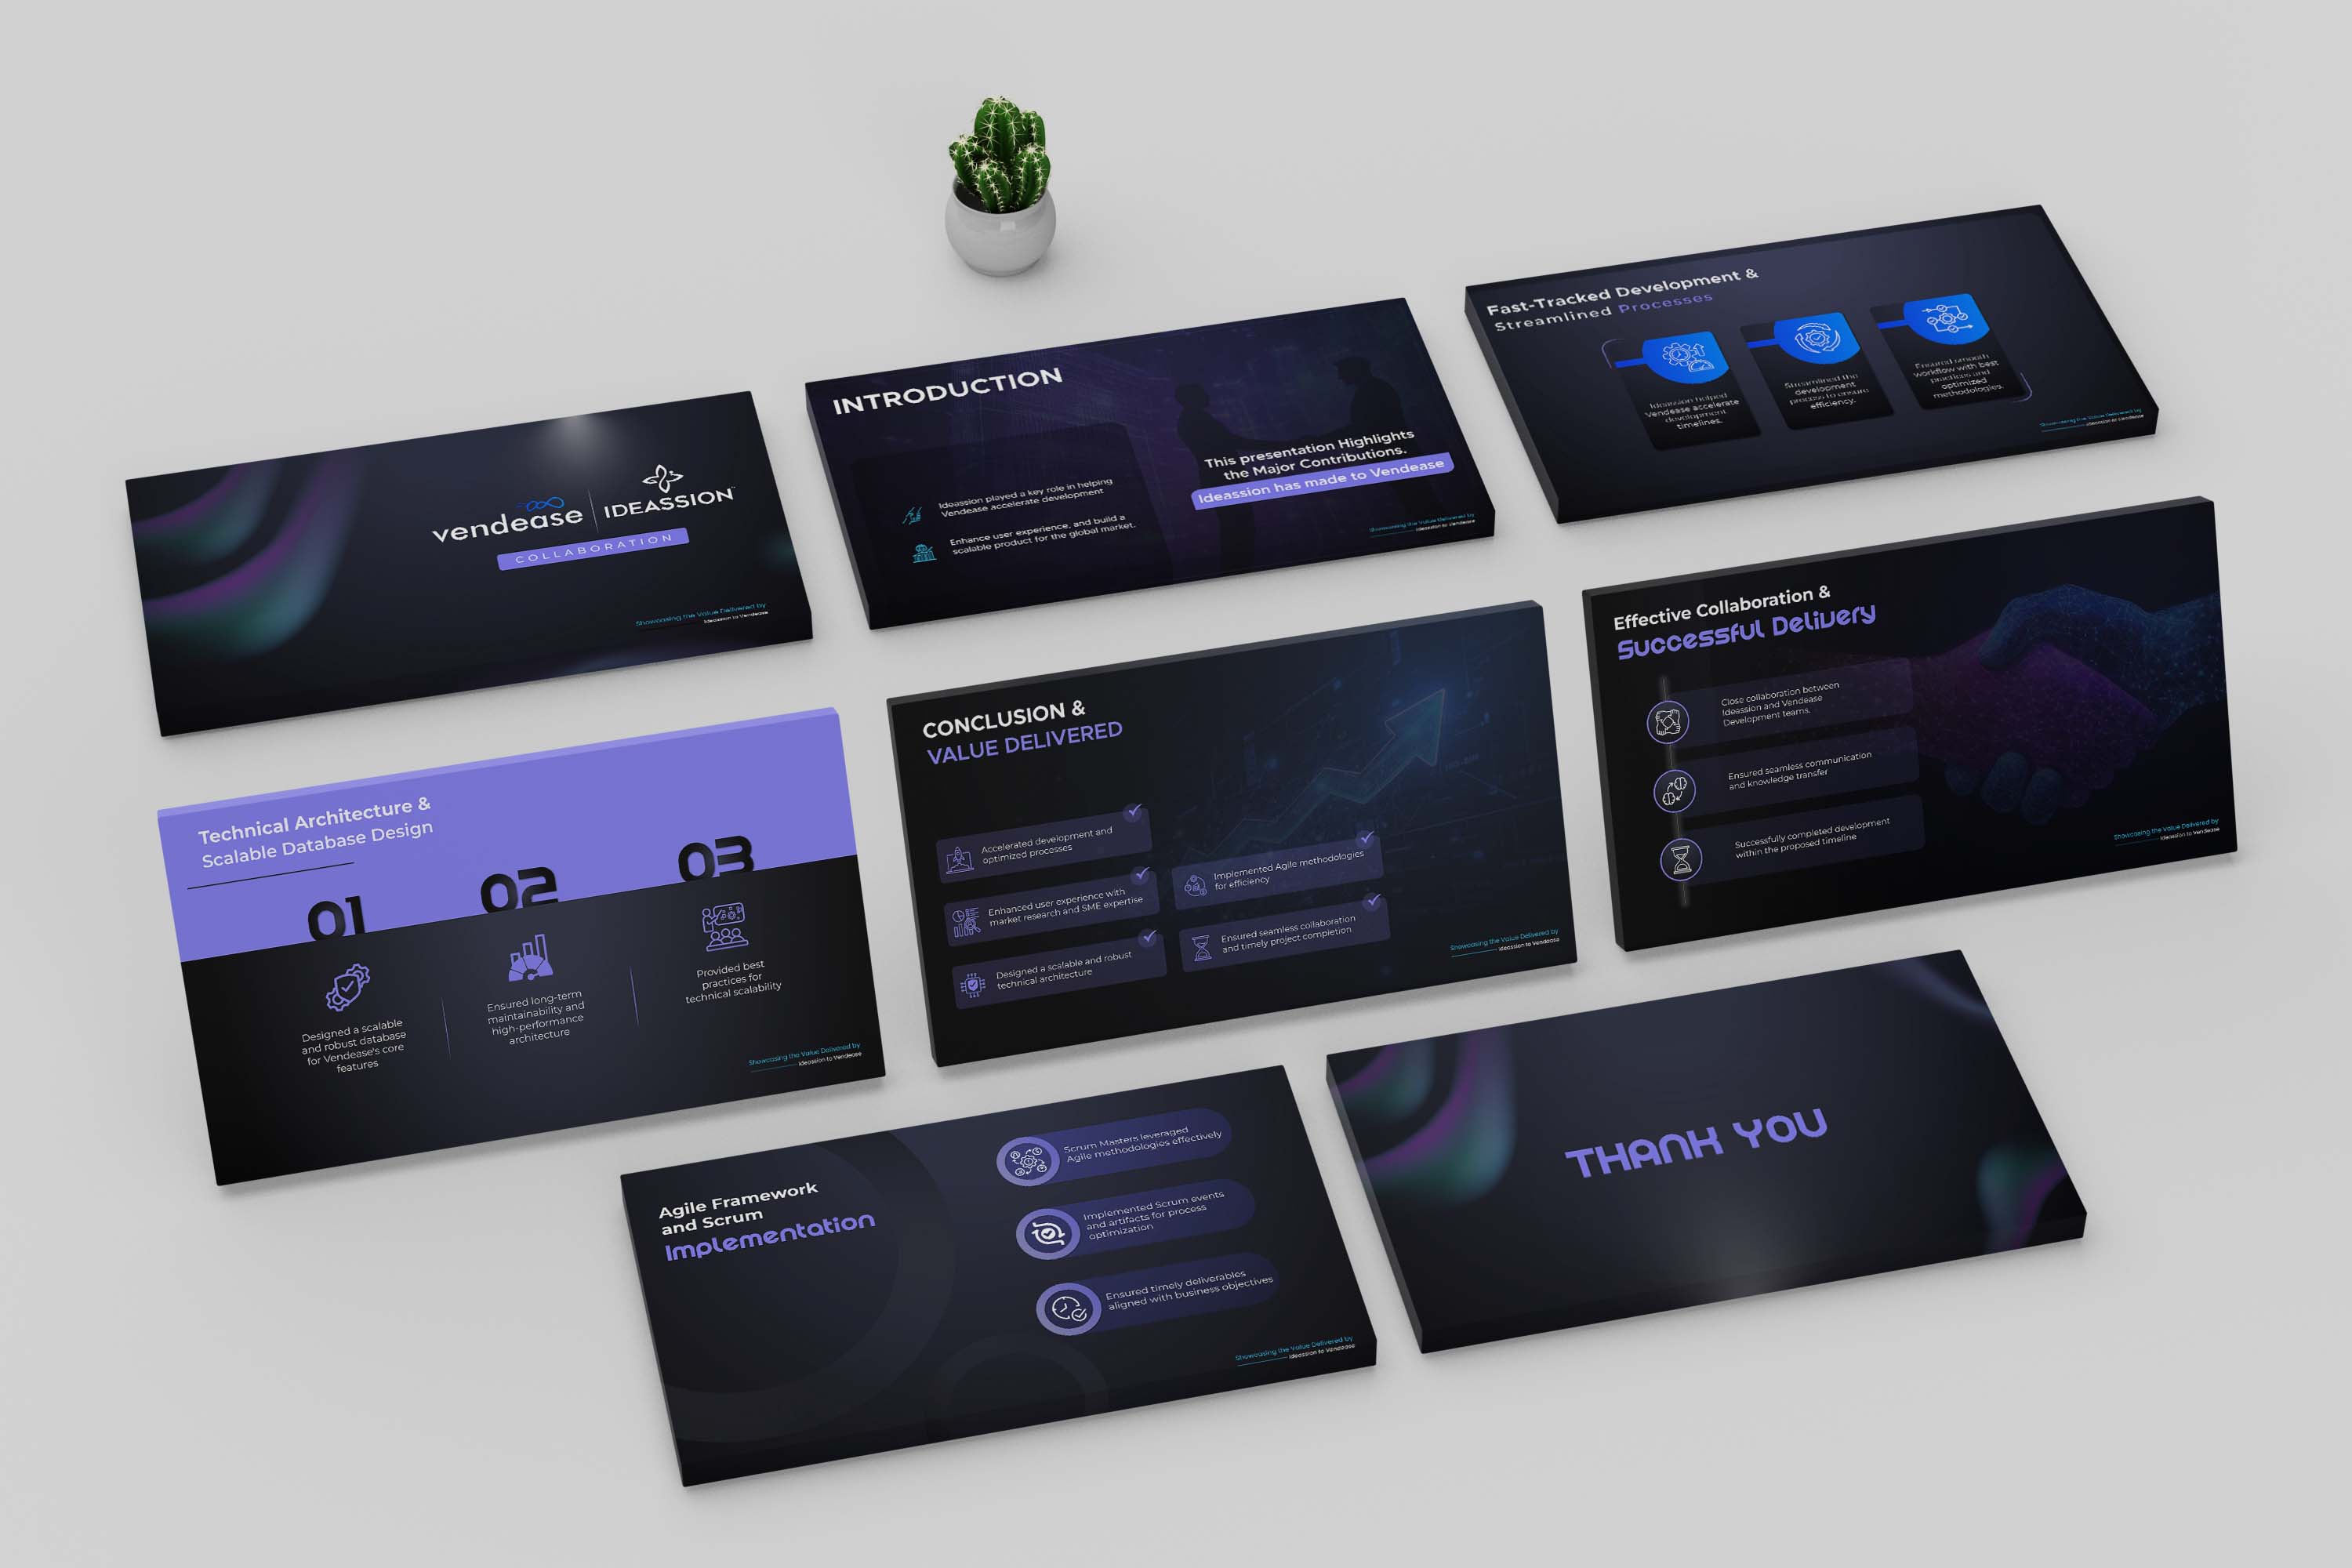 vendease
IDEASSION™
COLLABORATION
Showcasing the Value Delivered by
Ideassion to Vendease
INTRODUCTION
Ideassion played a key role in helping
Vendease accelerate development
Enhance user experience, and build a
scalable product for the global market.
This presentation Highlights
the Major Contributions.
Ideassion has made to Vendease
Showcasing the Value Delivered by
Ideassion to Vendease
Fast-Tracked Development &
Streamlined Processes
Ideassion helped
Vendease accelerate
development
timelines.
Streamlined the
development
process to ensure
efficiency.
Ensured smooth
workflow with best
practices and
optimized
methodologies.
Showcasing the Value Delivered by
Ideassion to Vendease
Technical Architecture &
Scalable Database Design
01
02
03
Designed a scalable
and robust database
for Vendease's core
features
Ensured long-term
maintainability and
high-performance
architecture
Provided best
practices for
technical scalability
Showcasing the Value Delivered by
Ideassion to Vendease
CONCLUSION &
VALUE DELIVERED
Accelerated development and
optimized processes
Enhanced user experience with
market research and SME expertise
Designed a scalable and robust
technical architecture
Implemented Agile methodologies
for efficiency
Ensured seamless collaboration
and timely project completion
Showcasing the Value Delivered by
Ideassion to Vendease
Effective Collaboration &
Successful Delivery
Close collaboration between
Ideassion and Vendease
Development teams.
Ensured seamless communication
and knowledge transfer
Successfully completed development
within the proposed timeline
Showcasing the Value Delivered by
Ideassion to Vendease
Agile Framework
and Scrum
Implementation
Scrum Masters leveraged
Agile methodologies effectively
Implemented Scrum events
and artifacts for process
optimization
Ensured timely deliverables
aligned with business objectives
Showcasing the Value Delivered by
Ideassion to Vendease
THANK YOU